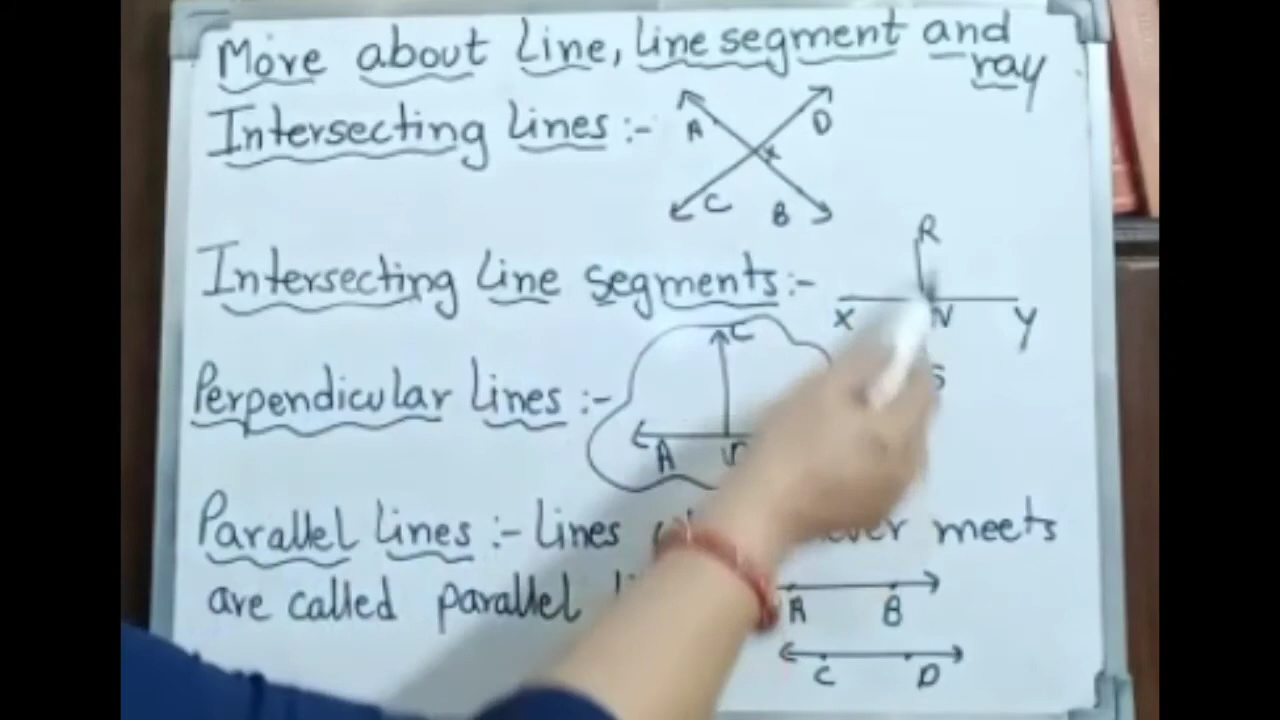 More about Line, Line segment and
ray
Intersecting Lines :-
A
D
x
C
B
R
Intersecting Line segments :-
X
N
Y
C
S
Perpendicular Lines :-
A
Parallel Lines :- Lines meets
are called parallel
A
B
C
D